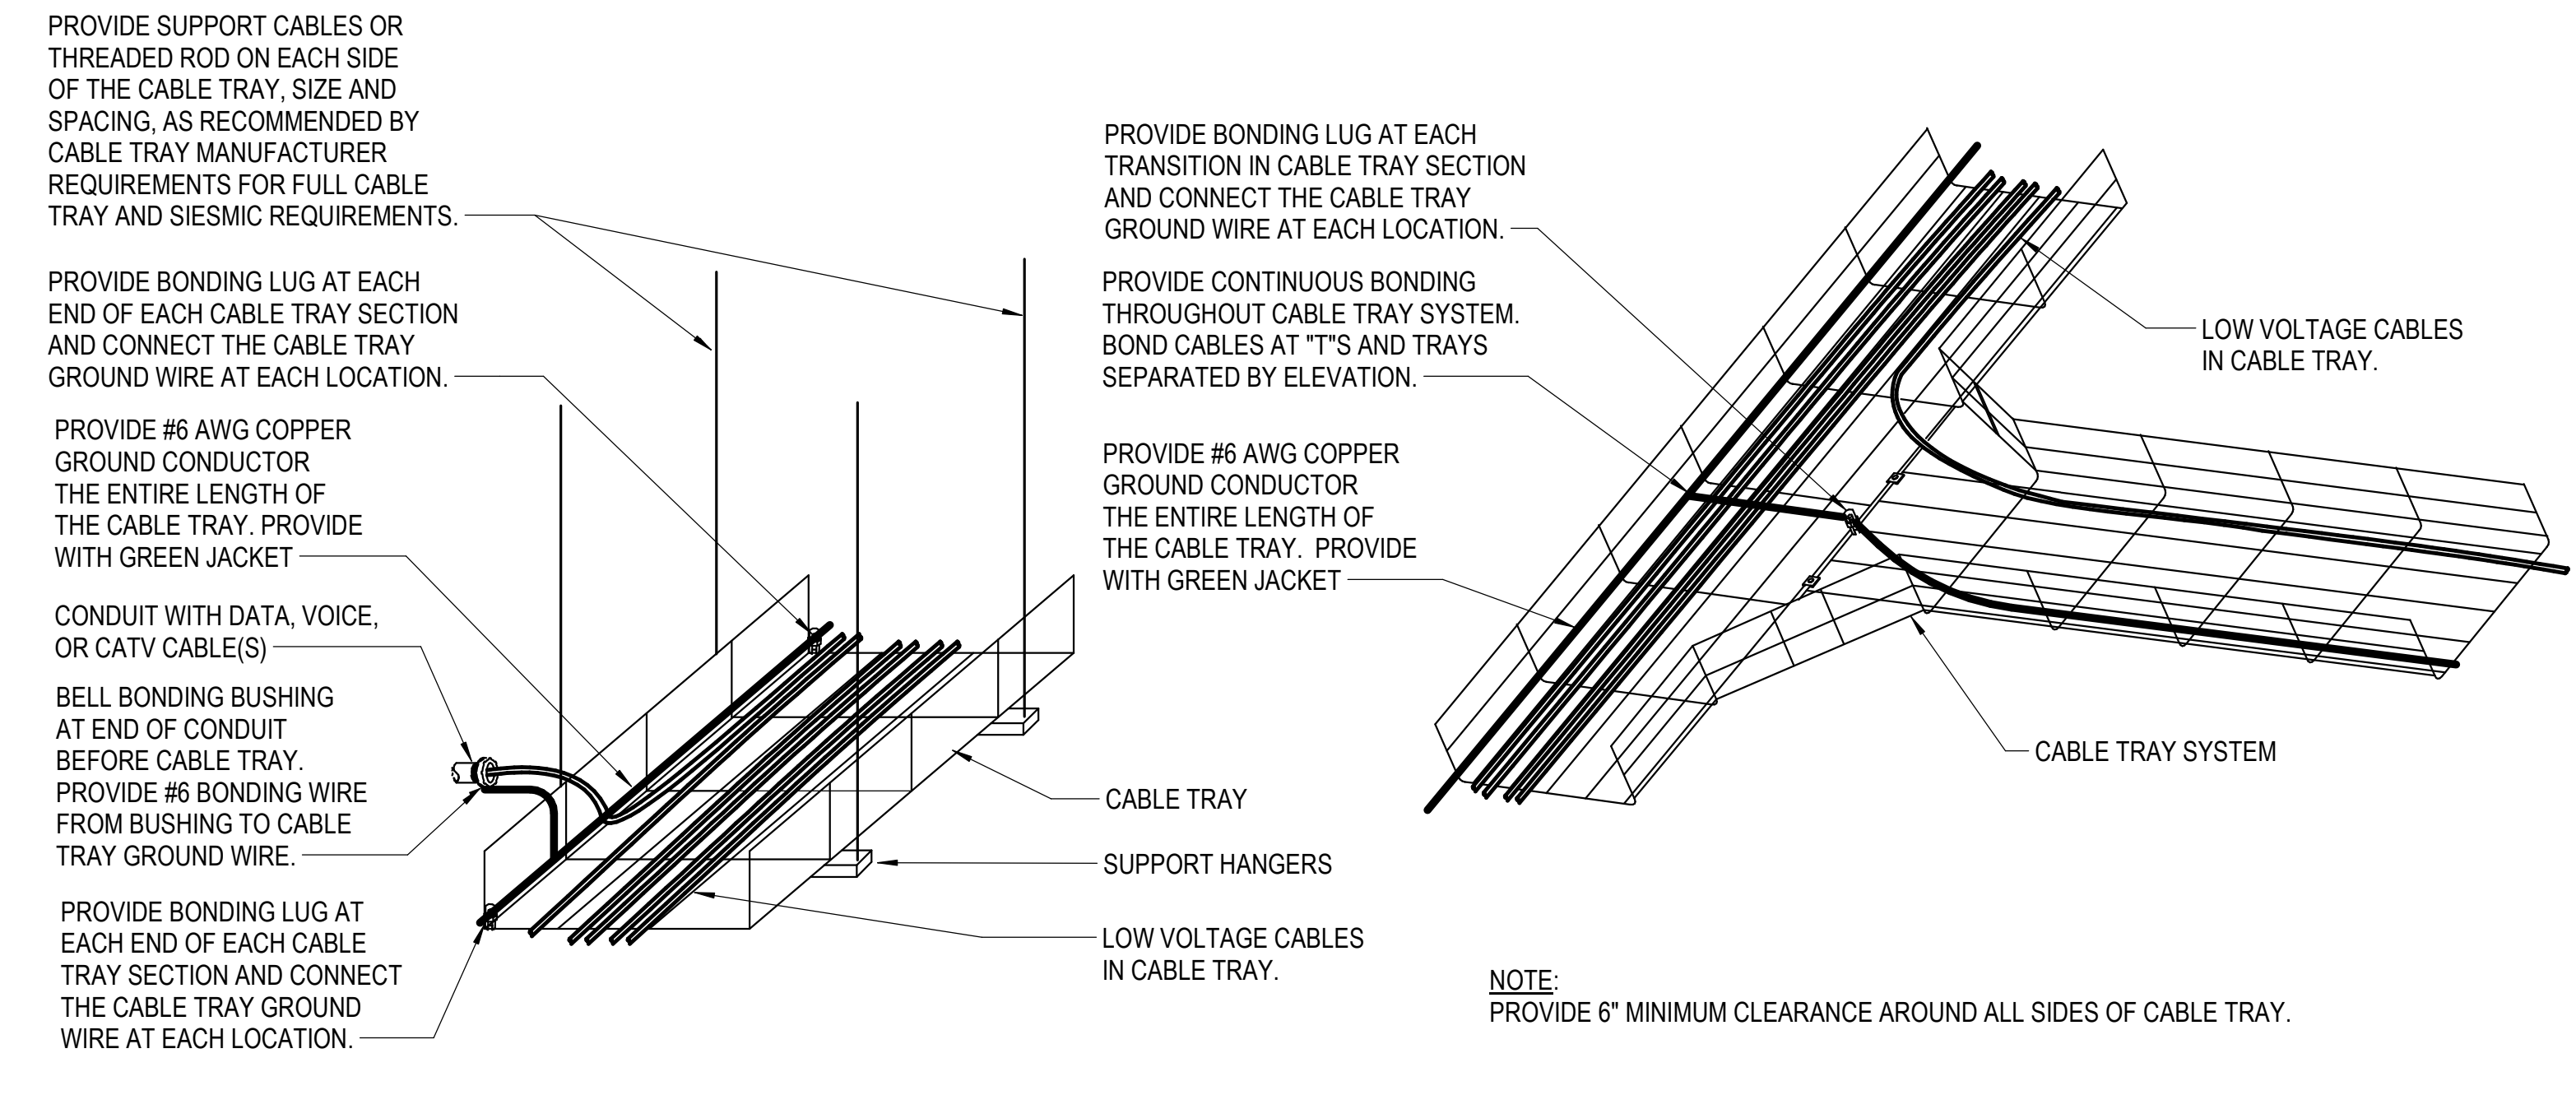 PROVIDE SUPPORT CABLES OR
THREADED ROD ON EACH SIDE
OF THE CABLE TRAY, SIZE AND
SPACING, AS RECOMMENDED BY
CABLE TRAY MANUFACTURER
REQUIREMENTS FOR FULL CABLE
TRAY AND SIESMIC REQUIREMENTS.
PROVIDE BONDING LUG AT EACH
END OF EACH CABLE TRAY SECTION
AND CONNECT THE CABLE TRAY
GROUND WIRE AT EACH LOCATION.
PROVIDE #6 AWG COPPER
GROUND CONDUCTOR
THE ENTIRE LENGTH OF
THE CABLE TRAY. PROVIDE
WITH GREEN JACKET
CONDUIT WITH DATA, VOICE,
OR CATV CABLE(S)
BELL BONDING BUSHING
AT END OF CONDUIT
BEFORE CABLE TRAY.
PROVIDE #6 BONDING WIRE
FROM BUSHING TO CABLE
TRAY GROUND WIRE.
PROVIDE BONDING LUG AT
EACH END OF EACH CABLE
TRAY SECTION AND CONNECT
THE CABLE TRAY GROUND
WIRE AT EACH LOCATION.
PROVIDE BONDING LUG AT EACH
TRANSITION IN CABLE TRAY SECTION
AND CONNECT THE CABLE TRAY
GROUND WIRE AT EACH LOCATION.
PROVIDE CONTINUOUS BONDING
THROUGHOUT CABLE TRAY SYSTEM.
BOND CABLES AT "T"S AND TRAYS
SEPARATED BY ELEVATION.
PROVIDE #6 AWG COPPER
GROUND CONDUCTOR
THE ENTIRE LENGTH OF
THE CABLE TRAY. PROVIDE
WITH GREEN JACKET
CABLE TRAY
SUPPORT HANGERS
LOW VOLTAGE CABLES
IN CABLE TRAY.
LOW VOLTAGE CABLES
IN CABLE TRAY.
CABLE TRAY SYSTEM
NOTE:
PROVIDE 6" MINIMUM CLEARANCE AROUND ALL SIDES OF CABLE TRAY.